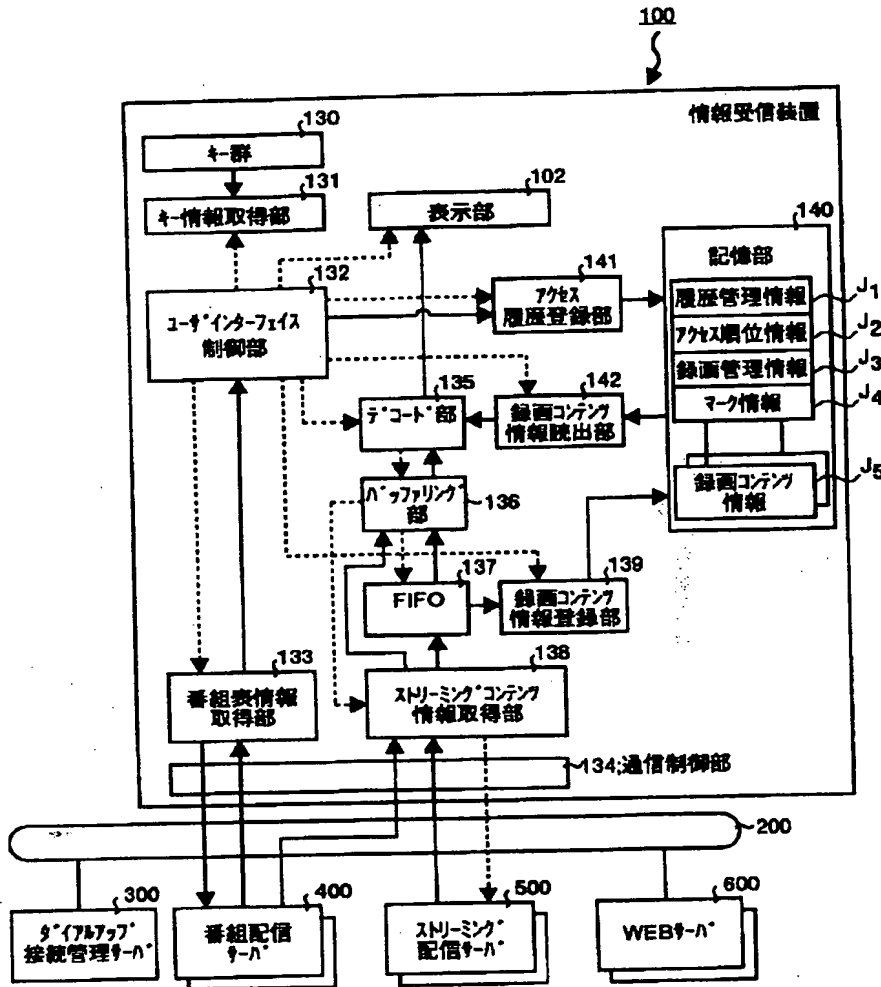 100
情報受信装置
130
キー群
131
キー情報取得部
102
表示部
140
記憶部
132
ユーザインターフェイス
制御部
141
アクセス
履歴登録部
履歴管理情報
J1
アクセス順位情報
J2
録画管理情報
J3
マーク情報
J4
135
デコード部
142
録画コンテンツ
情報読出部
録画コンテンツ
情報
J5
バッファリング
部
136
137
FIFO
139
録画コンテンツ
情報登録部
133
番組表情報
取得部
138
ストリーミングコンテンツ
情報取得部
134;通信制御部
200
300
ダイアルアップ
接続管理サーバ
400
番組配信
サーバ
500
ストリーミング
配信サーバ
600
WEBサーバ